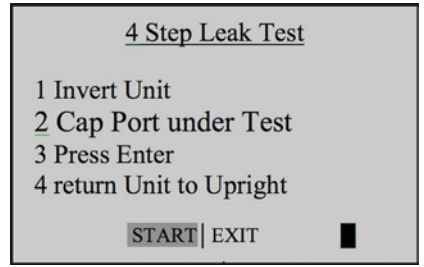 4 Step Leak Test
1 Invert Unit
2 Cap Port under Test
3 Press Enter
4 return Unit to Upright
START| EXIT